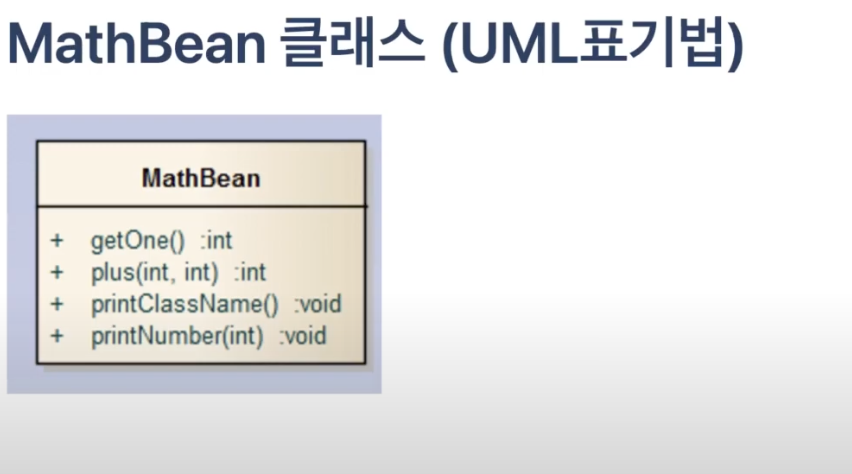 MathBean 클래스 (UML표기법)
MathBean
+ getOne() :int
+ plus(int, int) :int
+ printClassName() :void
+ printNumber(int) :void